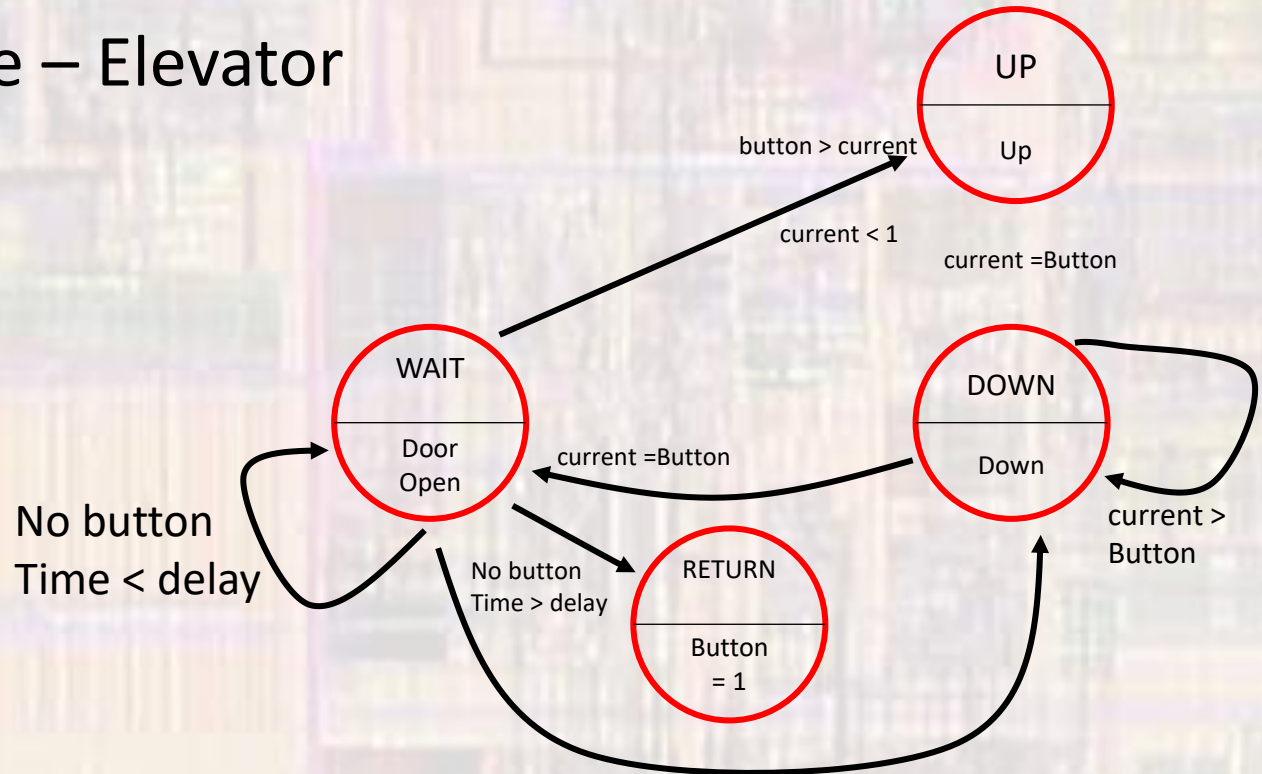 e – Elevator
UP
Up
button > current
current < 1
current =Button
WAIT
Door
Open
DOWN
Down
current =Button
current >
Button
No button
Time < delay
No button
Time > delay
RETURN
Button
= 1